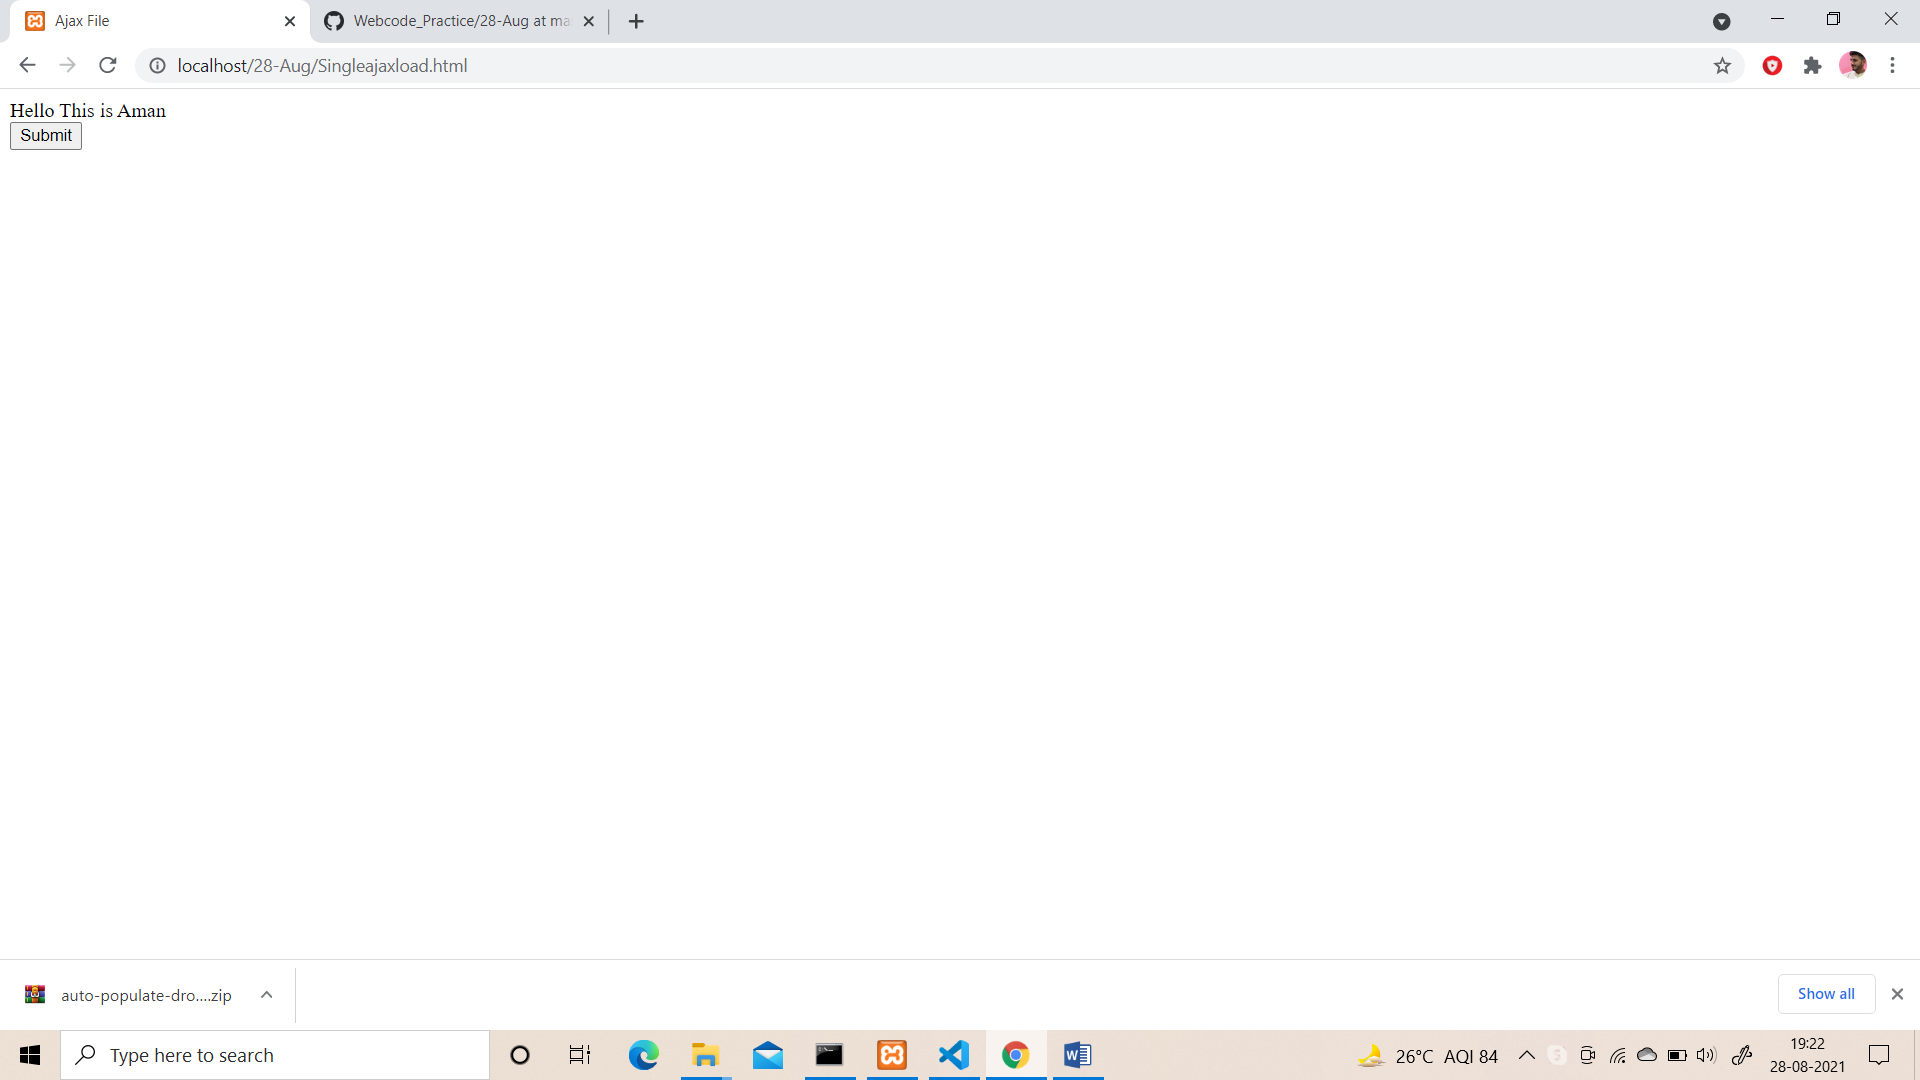 Ajax File
Webcode_Practice/28-Aug at ma
localhost/28-Aug/Singleajaxload.html
Hello This is Aman
Submit
auto-populate-dro....zip
Show all
Type here to search
26°C AQI 84
19:22
28-08-2021